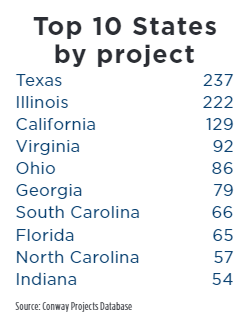 Top 10 States
by project
Texas 237
Illinois 222
California 129
Virginia 92
Ohio 86
Georgia 79
South Carolina 66
Florida 65
North Carolina 57
Indiana 54
Source: Conway Projects Database